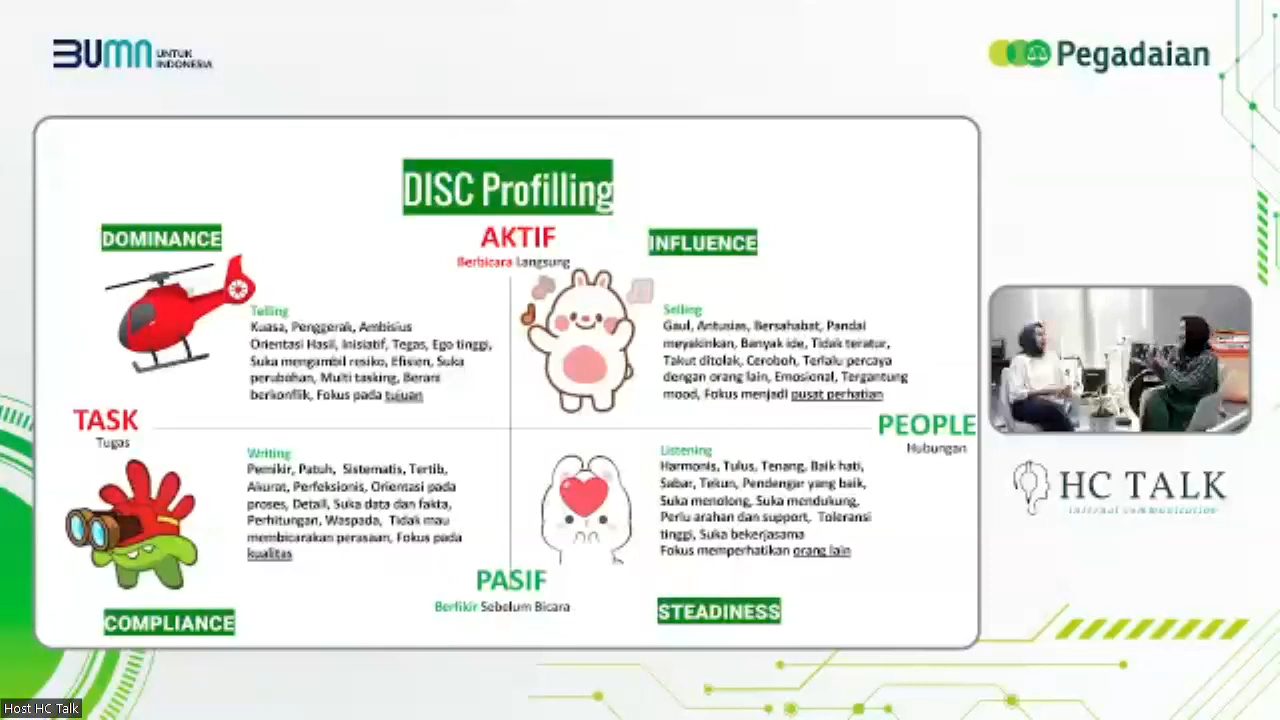 BUMN UNTUK
INDONESIA
Pegadaian
DISC Profilling
DOMINANCE
AKTIF
Berbicara Langsung
INFLUENCE
Telling
Kuasa, Penggerak, Ambisius
Orientasi Hasil, Inisiatif, Tegas, Ego tinggi,
Suka mengambil resiko, Efisien, Suka
perubahan, Multi tasking, Berani
berkonflik, Fokus pada tujuan
Selling
Gaul, Antusias, Bersahabat, Pandai
meyakinkan, Banyak ide, Tidak teratur,
Takut ditolak, Ceroboh, Terlalu percaya
dengan orang lain, Emosional, Tergantung
mood, Fokus menjadi pusat perhatian
TASK
Tugas
PEOPLE
Hubungan
Writing
Pemikir, Patuh, Sistematis, Tertib,
Akurat, Perfeksionis, Orientasi pada
proses, Detail, Suka data dan fakta,
Perhitungan, Waspada, Tidak mau
membicarakan perasaan, Fokus pada
kualitas
Listening
Harmonis, Tulus, Tenang, Baik hati,
Sabar, Tekun, Pendengar yang baik,
Suka menolong, Suka mendukung,
Perlu arahan dan support, Toleransi
tinggi, Suka bekerjasama
Fokus memperhatikan orang lain
PASIF
Berfikir Sebelum Bicara
COMPLIANCE
STEADINESS
HC TALK
internal communication
Host HC Talk